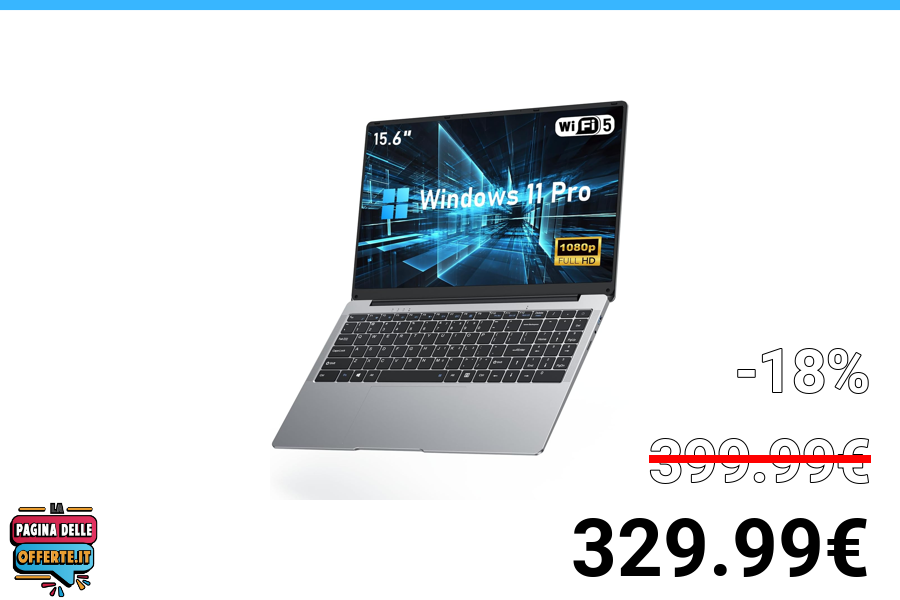 15.6"
WiFi 5
Windows 11 Pro
1080p
FULL HD
-18%
399.99€
329.99€
LA
PAGINA DELLE
OFFERTE.IT